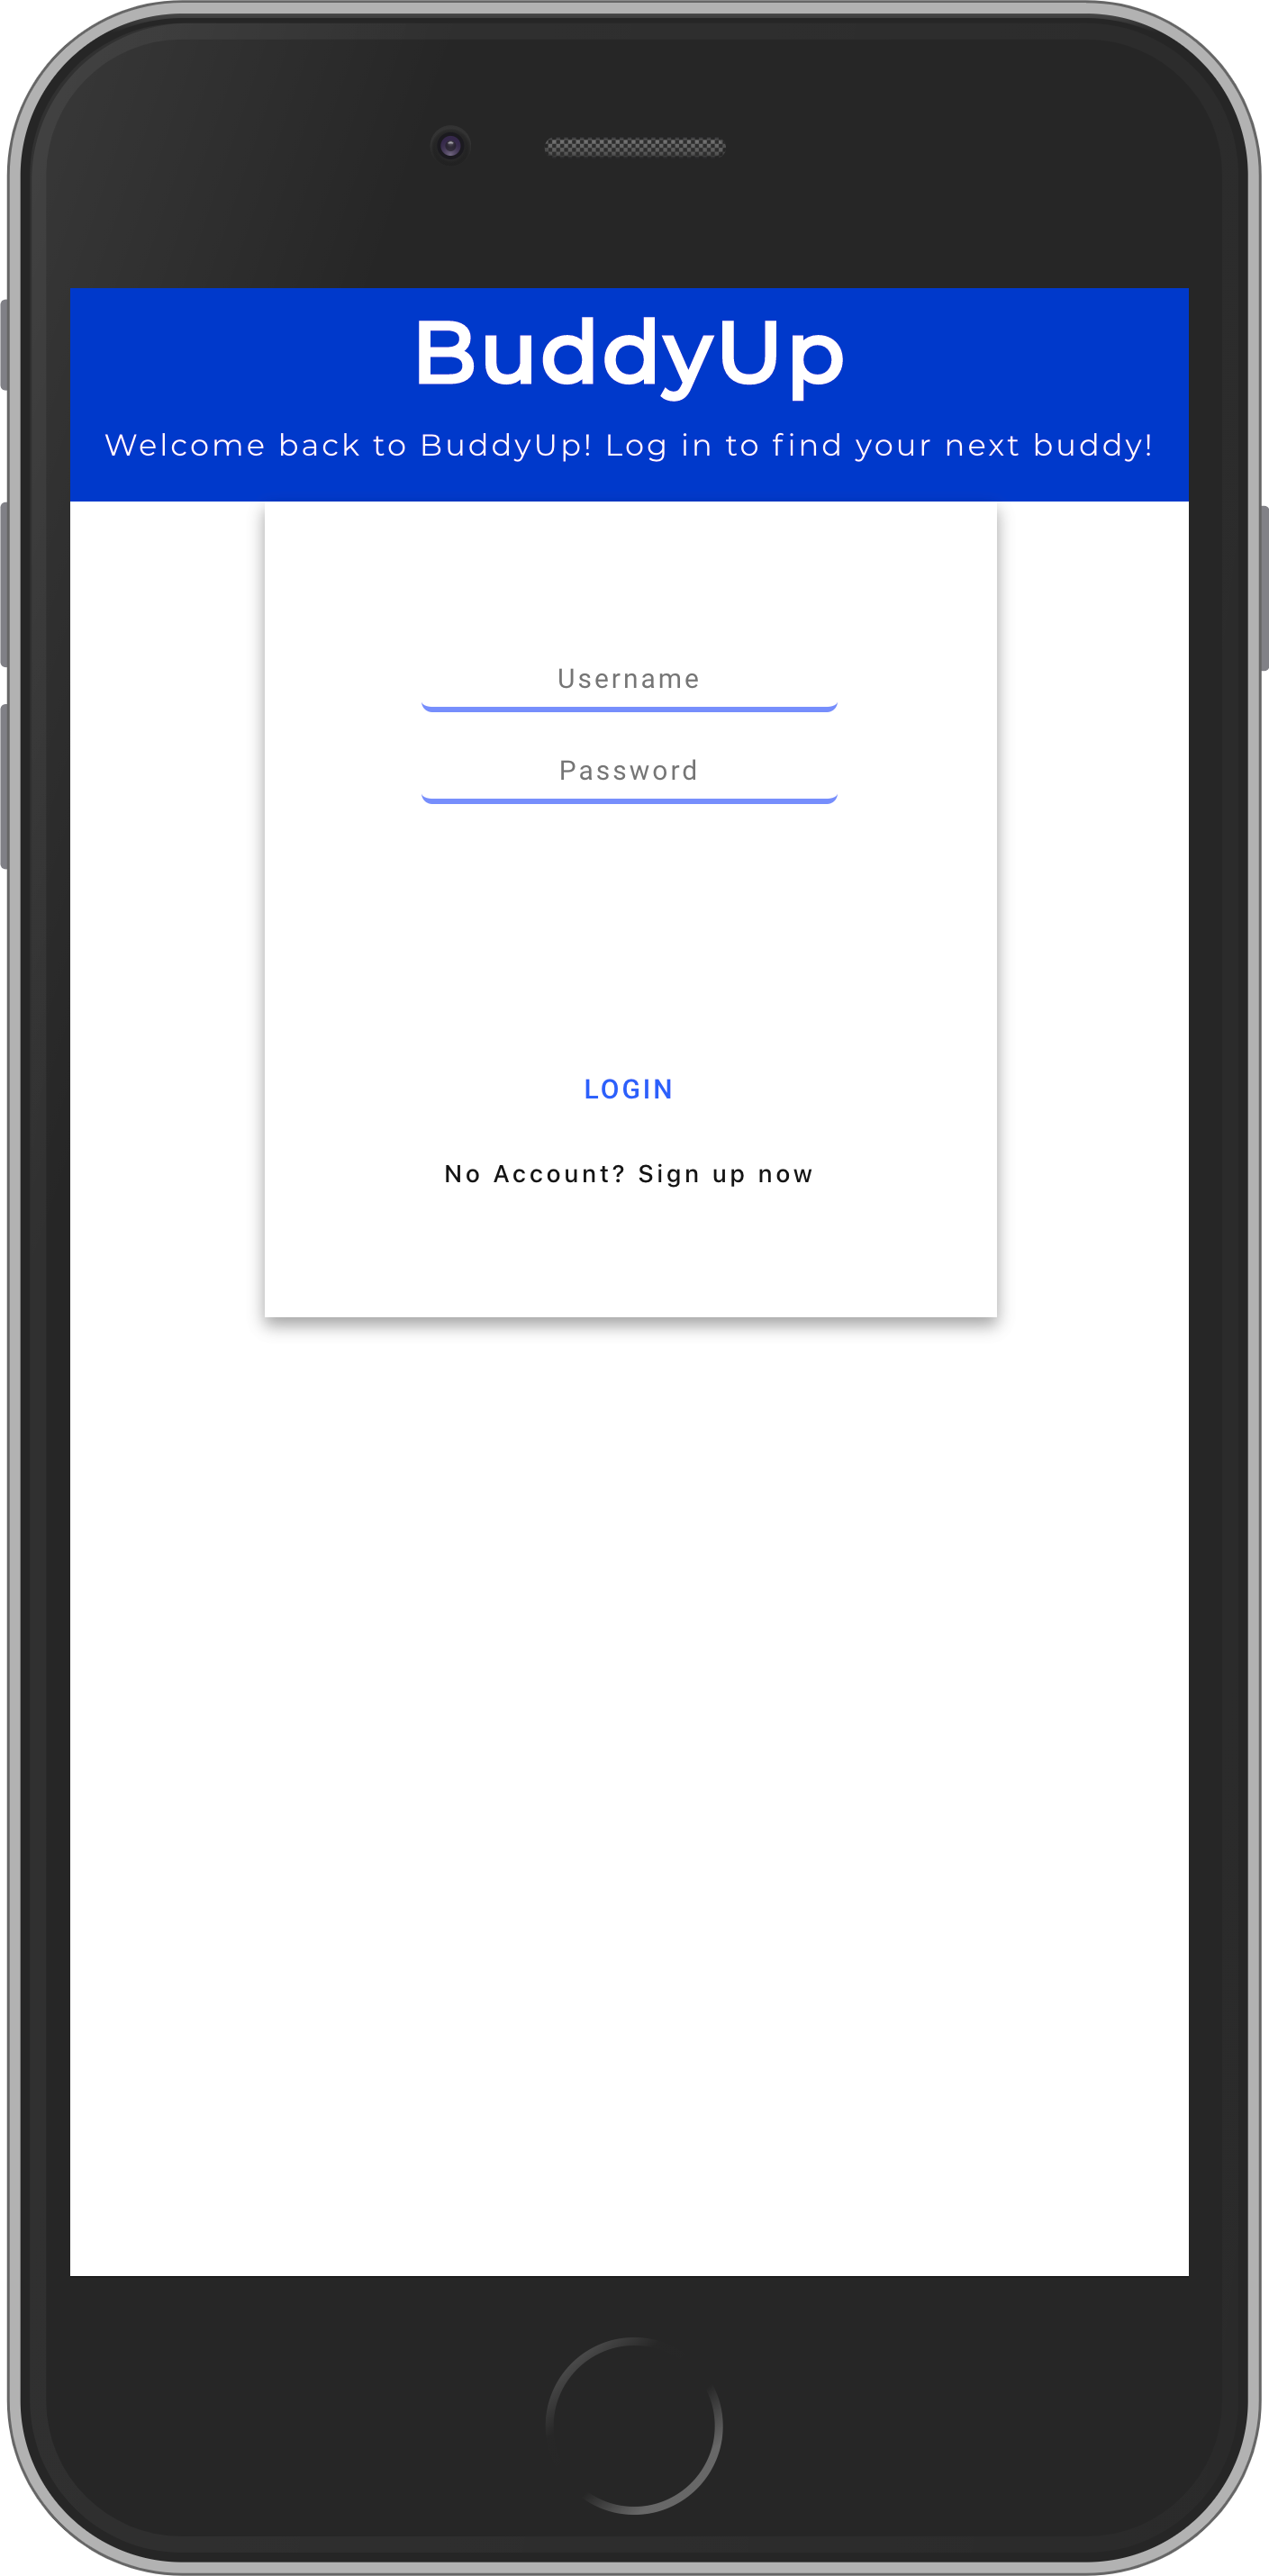 BuddyUp
Welcome back to BuddyUp! Log in to find your next buddy!
Username
Password
LOGIN
No Account? Sign up now